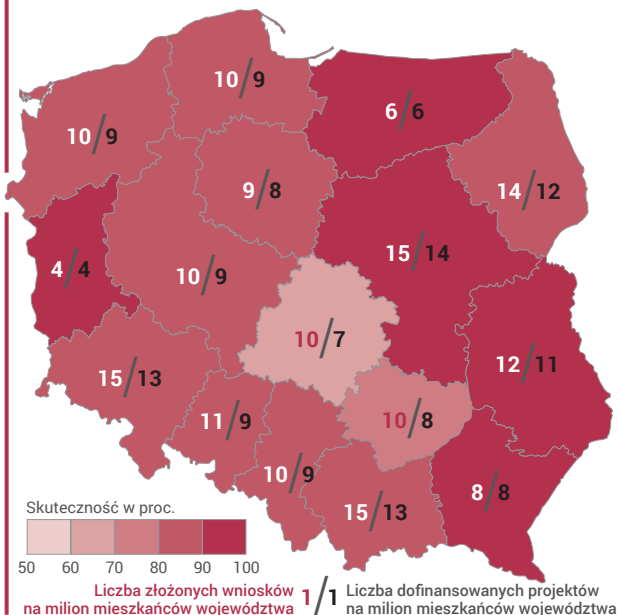 10/9
6/6
10/9
9/8
14/12
15/14
4/4
10/9
10/7
12/11
15/13
11/9
10/8
10/9
8/8
15/13
Skuteczność w proc.
50 60 70 80 90 100
Liczba złożonych wniosków
na milion mieszkańców województwa
1/1
Liczba dofinansowanych projektów
na milion mieszkańców województwa